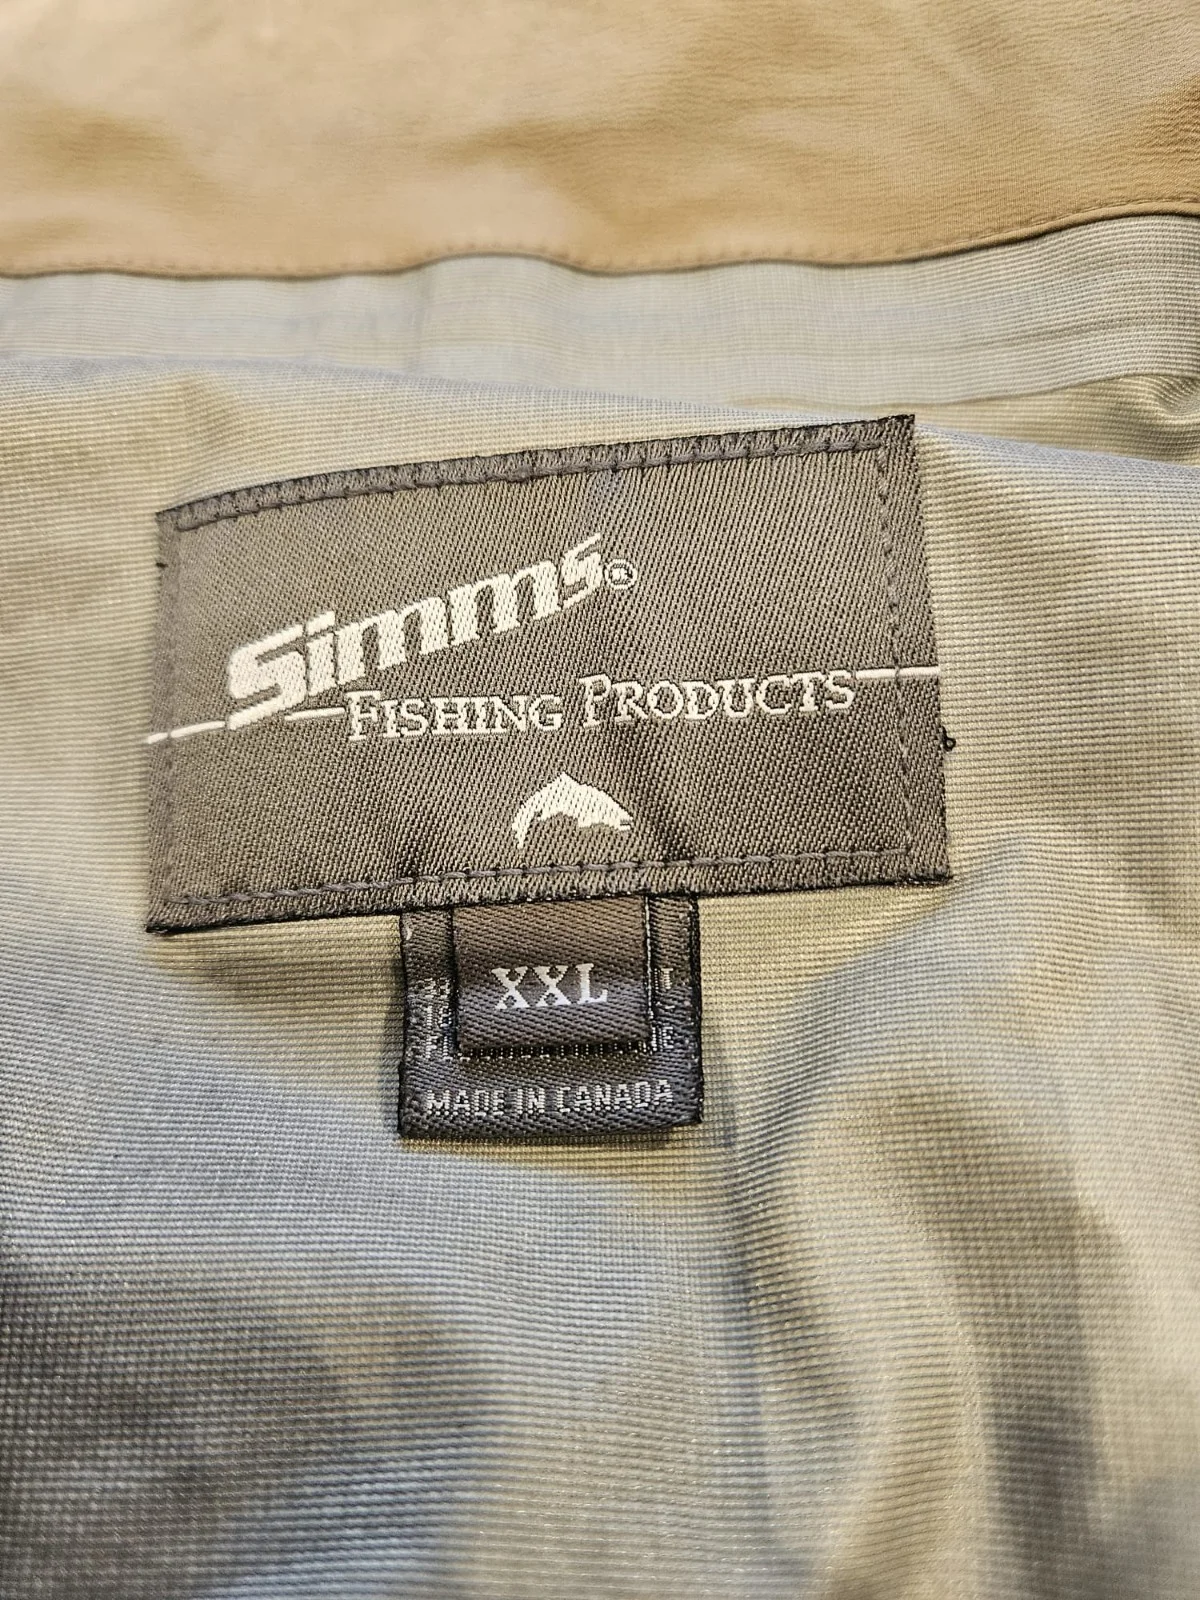 Simms®
FISHING PRODUCTS
XXL
MADE IN CANADA